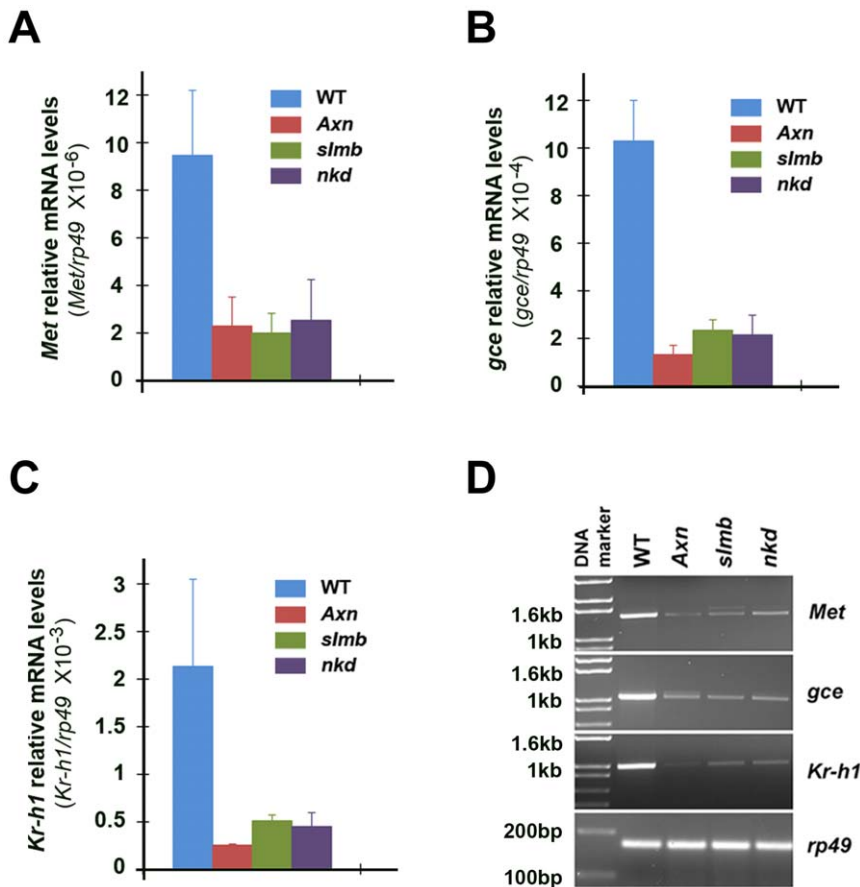 A
Met relative mRNA levels
(Met/rp49 X10-6)
12
10
8
6
4
2
0
WT
Axn
slmb
nkd
B
gce relative mRNA levels
(gce/rp49 X10-4)
12
10
8
6
4
2
0
WT
Axn
slmb
nkd
C
Kr-h1 relative mRNA levels
(Kr-h1/rp49 X10-3)
3
2.5
2
1.5
1
0.5
0
WT
Axn
slmb
nkd
D
DNA
marker
WT
Axn
slmb
nkd
1.6kb
1kb
Met
1.6kb
1kb
gce
1.6kb
1kb
Kr-h1
200bp
100bp
rp49